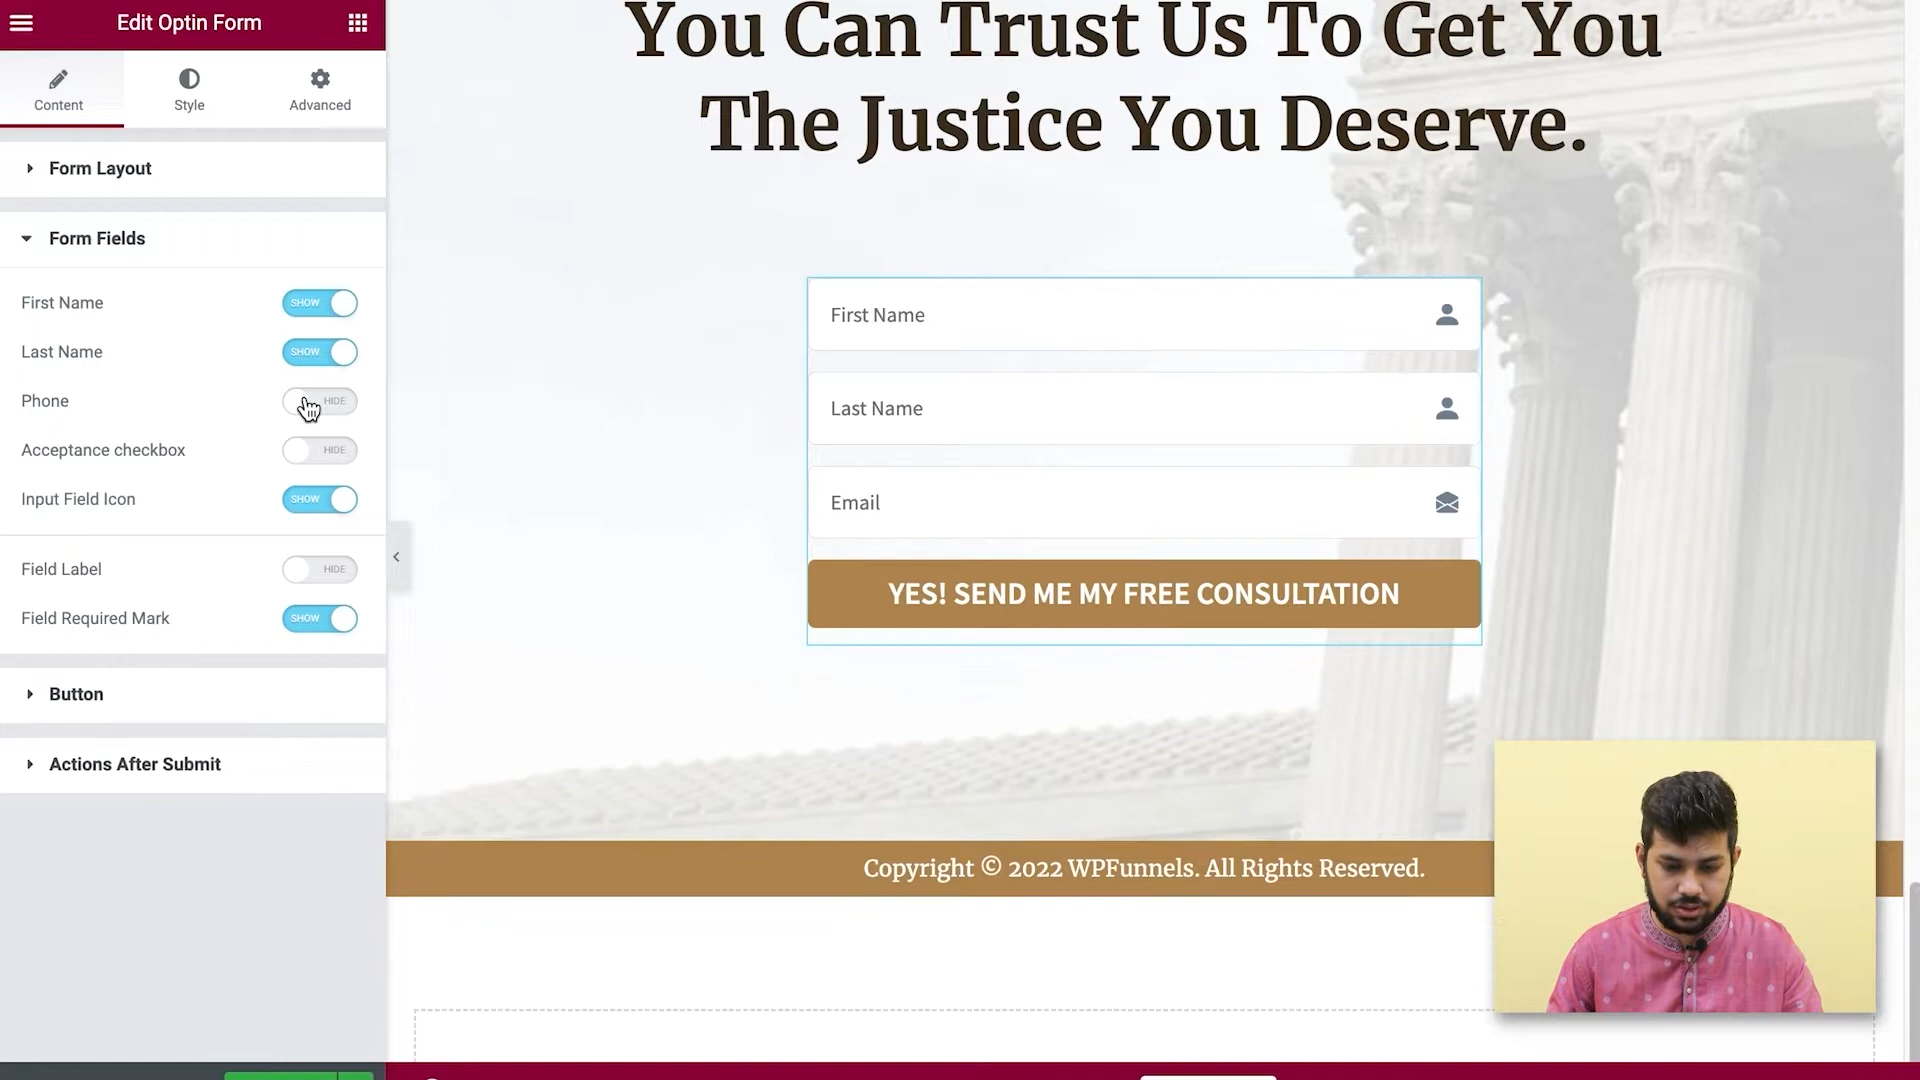 Edit Optin Form
Content
Style
Advanced
Form Layout
Form Fields
First Name
SHOW
Last Name
SHOW
Phone
HIDE
Acceptance checkbox
HIDE
Input Field Icon
SHOW
Field Label
HIDE
Field Required Mark
SHOW
Button
Actions After Submit
You Can Trust Us To Get You
The Justice You Deserve.
First Name
Last Name
Email
YES! SEND ME MY FREE CONSULTATION
Copyright © 2022 WPFunnels. All Rights Reserved.